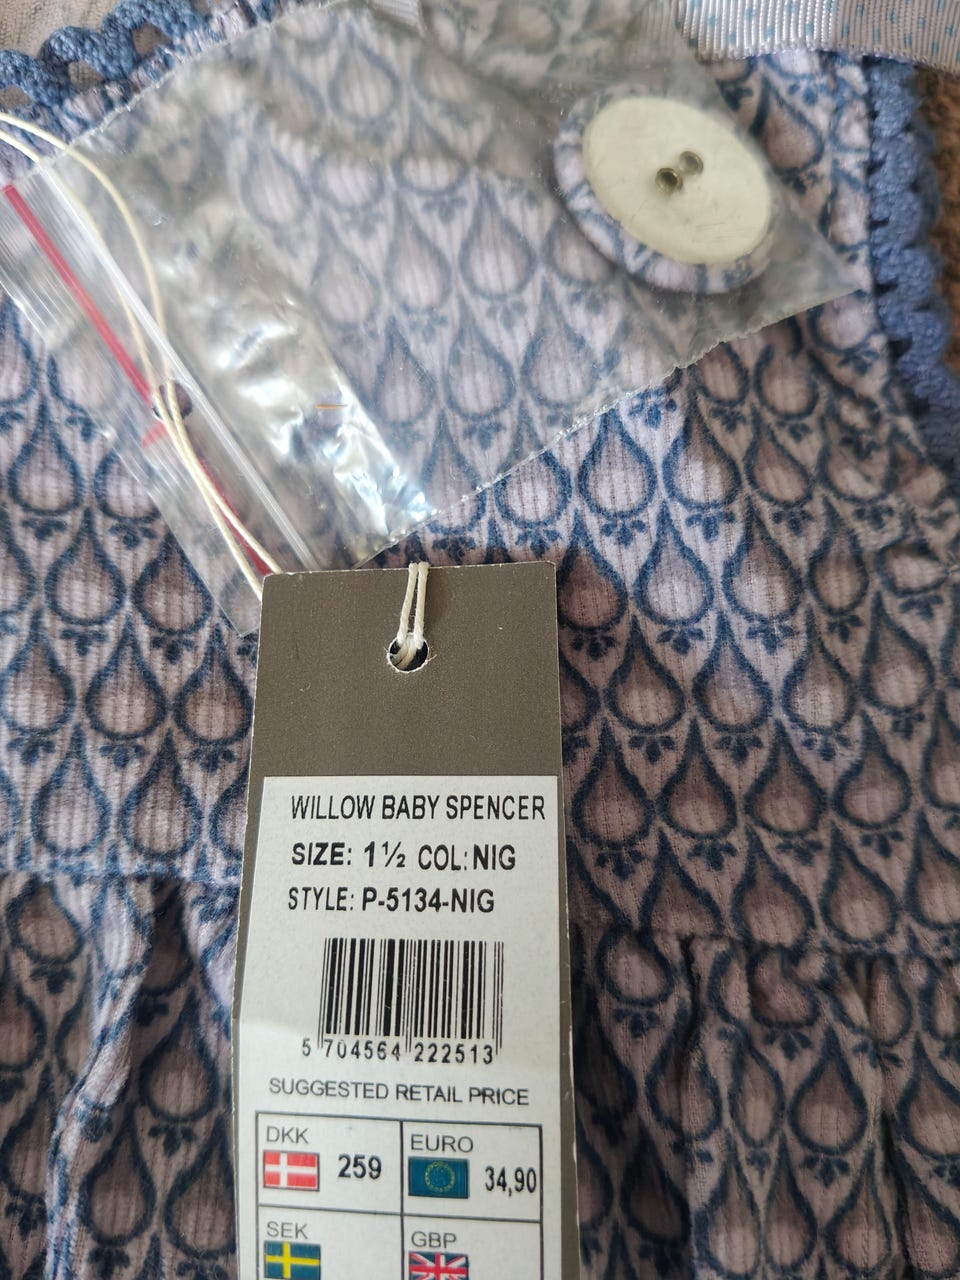 WILLOW BABY SPENCER
SIZE: 1½ COL: NIG
STYLE: P-5134-NIG
5 704564 222513
SUGGESTED RETAIL PRICE
DKK 259
EURO 34,90
SEK
GBP